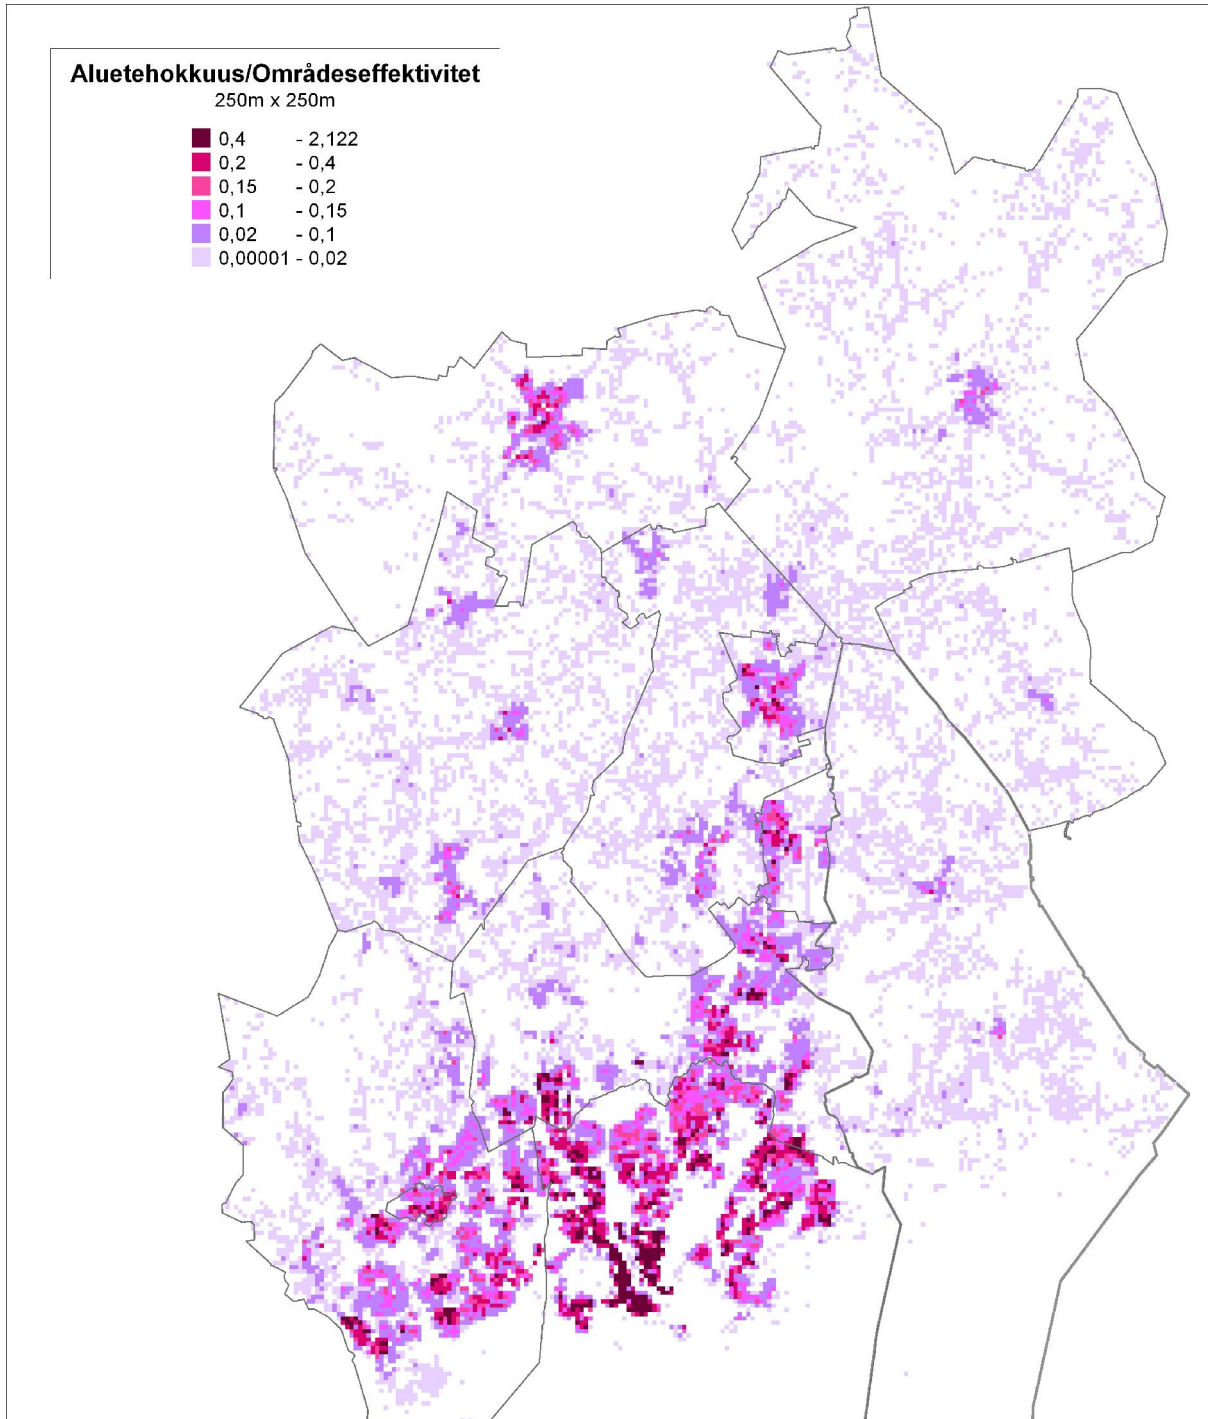 Aluetehokkuus/Områdeseffektivitet
250m x 250m
0,4 - 2,122
0,2 - 0,4
0,15 - 0,2
0,1 - 0,15
0,02 - 0,1
0,00001 - 0,02